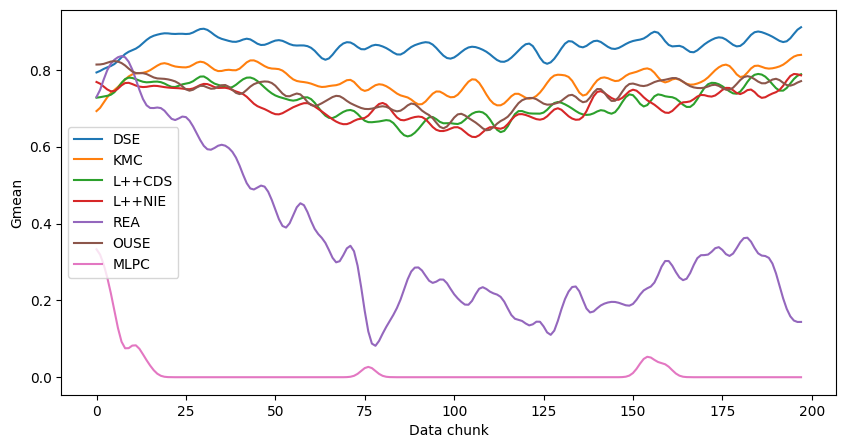 0.8
0.6
0.4
0.2
0.0
Gmean
DSE
KMC
L++CDS
L++NIE
REA
OUSE
MLPC
0 25 50 75 100 125 150 175 200
Data chunk